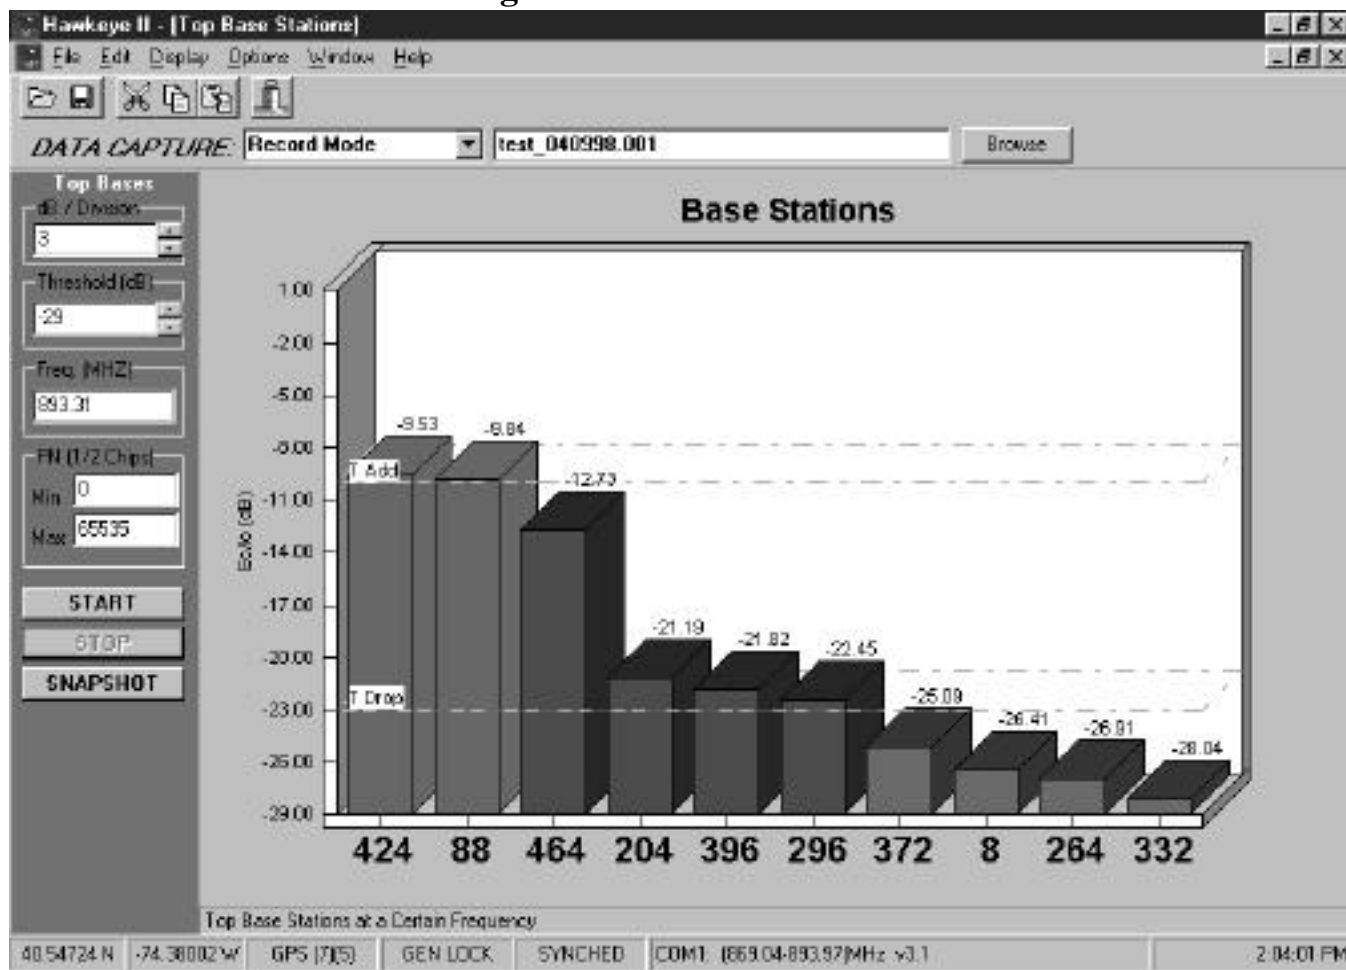 Hawkeye II - [Top Base Stations]
File Edit Display Options Window Help
DATA CAPTURE: Record Mode test_040998.001 Browse
Top Bases
dB / Division
3
Threshold (dB)
-29
Freq. (MHZ)
893.31
PN (1/2 Chips)
Min 0
Max 65535
START
STOP
SNAPSHOT
Base Stations
Ec/Io (dB)
1.00
-2.00
-5.00
-8.00
-11.00
-14.00
-17.00
-20.00
-23.00
-26.00
-29.00
T Add
T Drop
-9.53
-9.84
-12.73
-21.19
-21.82
-22.45
-25.09
-26.41
-26.91
-28.04
424 88 464 204 396 296 372 8 264 332
Top Base Stations at a Certain Frequency
40.54724 N -74.38002 W GPS (7)(5) GEN LOCK SYNCHED COM1: (869.04-893.97)MHz v3.1 2:04:01 PM